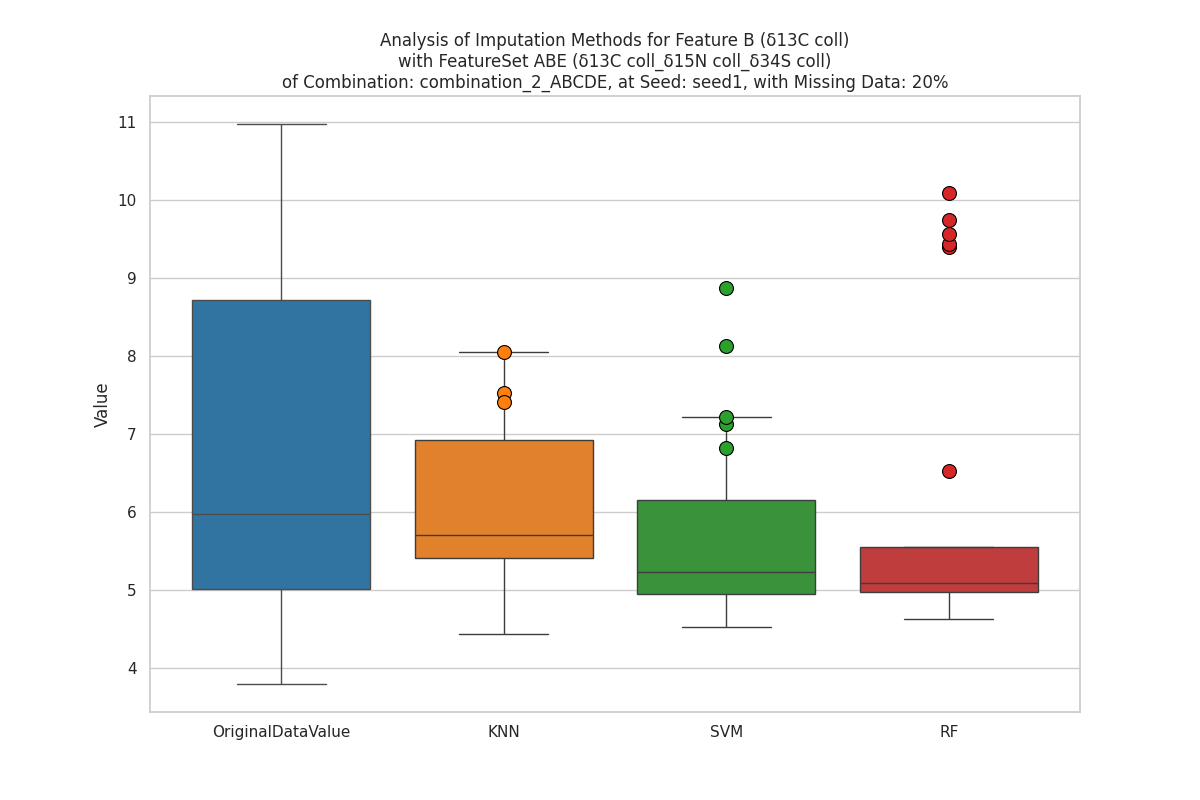 Analysis of Imputation Methods for Feature B (δ13C coll)
with FeatureSet ABE (δ13C coll_δ15N coll_δ34S coll)
of Combination: combination_2_ABCDE, at Seed: seed1, with Missing Data: 20%
11
10
9
8
7
6
5
4
Value
OriginalDataValue KNN SVM RF